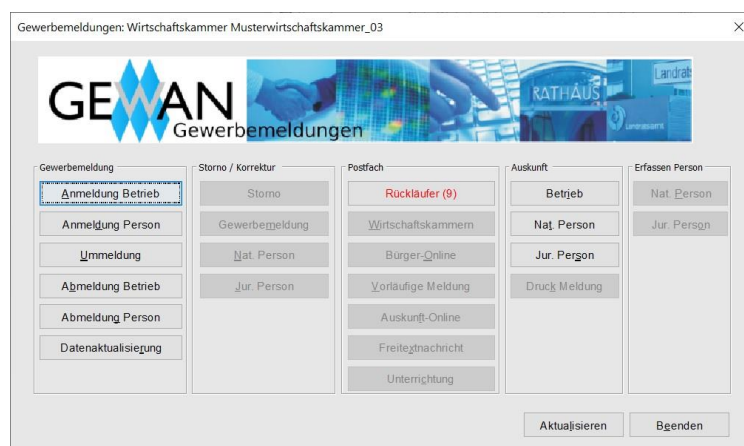 Gewerbemeldungen: Wirtschaftskammer Musterwirtschaftskammer_03
GEWAN
Gewerbemeldungen
RATHAUS
Landrat
Gewerbemeldung
Anmeldung Betrieb
Anmeldung Person
Ummeldung
Abmeldung Betrieb
Abmeldung Person
Datenaktualisierung
Storno / Korrektur
Storno
Gewerbemeldung
Nat. Person
Jur. Person
Postfach
Rückläufer (9)
Wirtschaftskammern
Bürger-Online
Vorläufige Meldung
Auskunft-Online
Freitextnachricht
Unterrichtung
Auskunft
Betrieb
Nat. Person
Jur. Person
Druck Meldung
Erfassen Person
Nat. Person
Jur. Person
Aktualisieren
Beenden